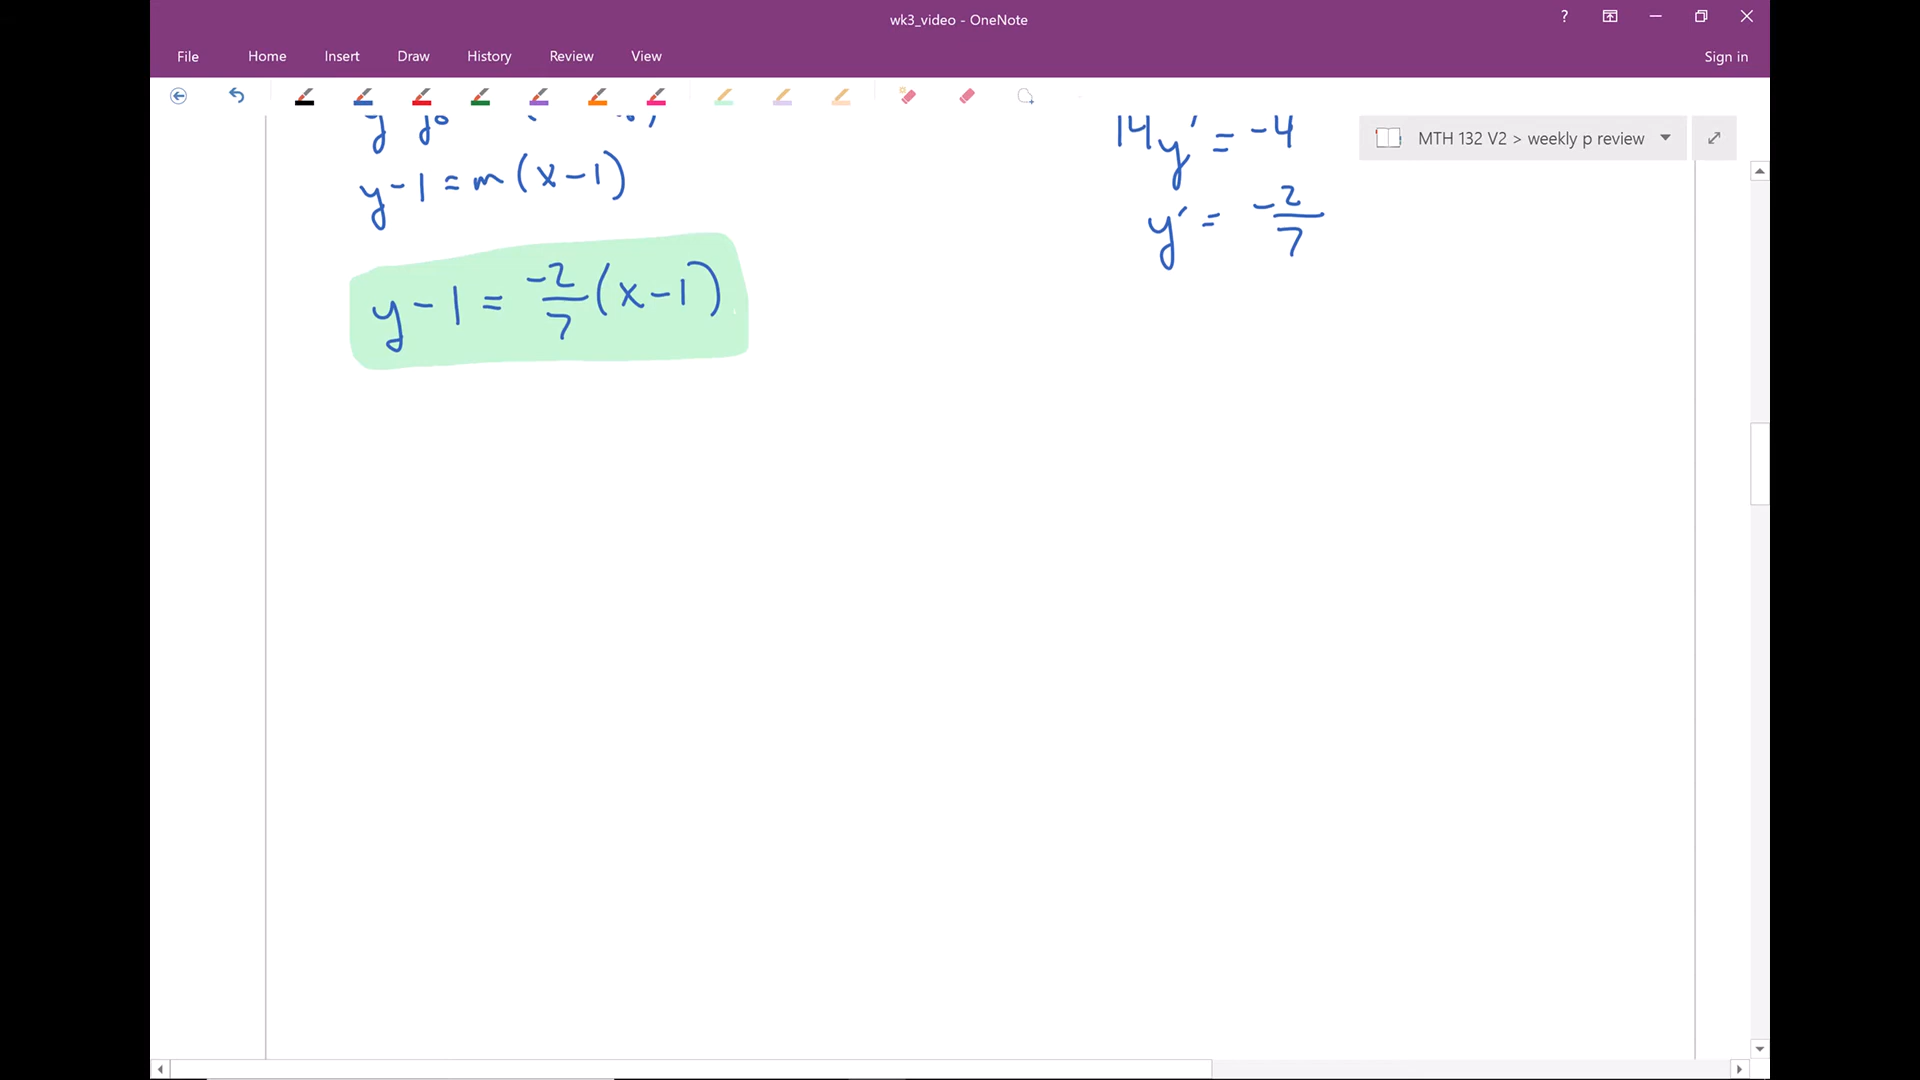 wk3_video - OneNote
?
File Home Insert Draw History Review View Sign in
MTH 132 V2 > weekly p review
y - 1 = m (x - 1)
y - 1 = -2/7 (x - 1)
14y' = -4
y' = -2/7